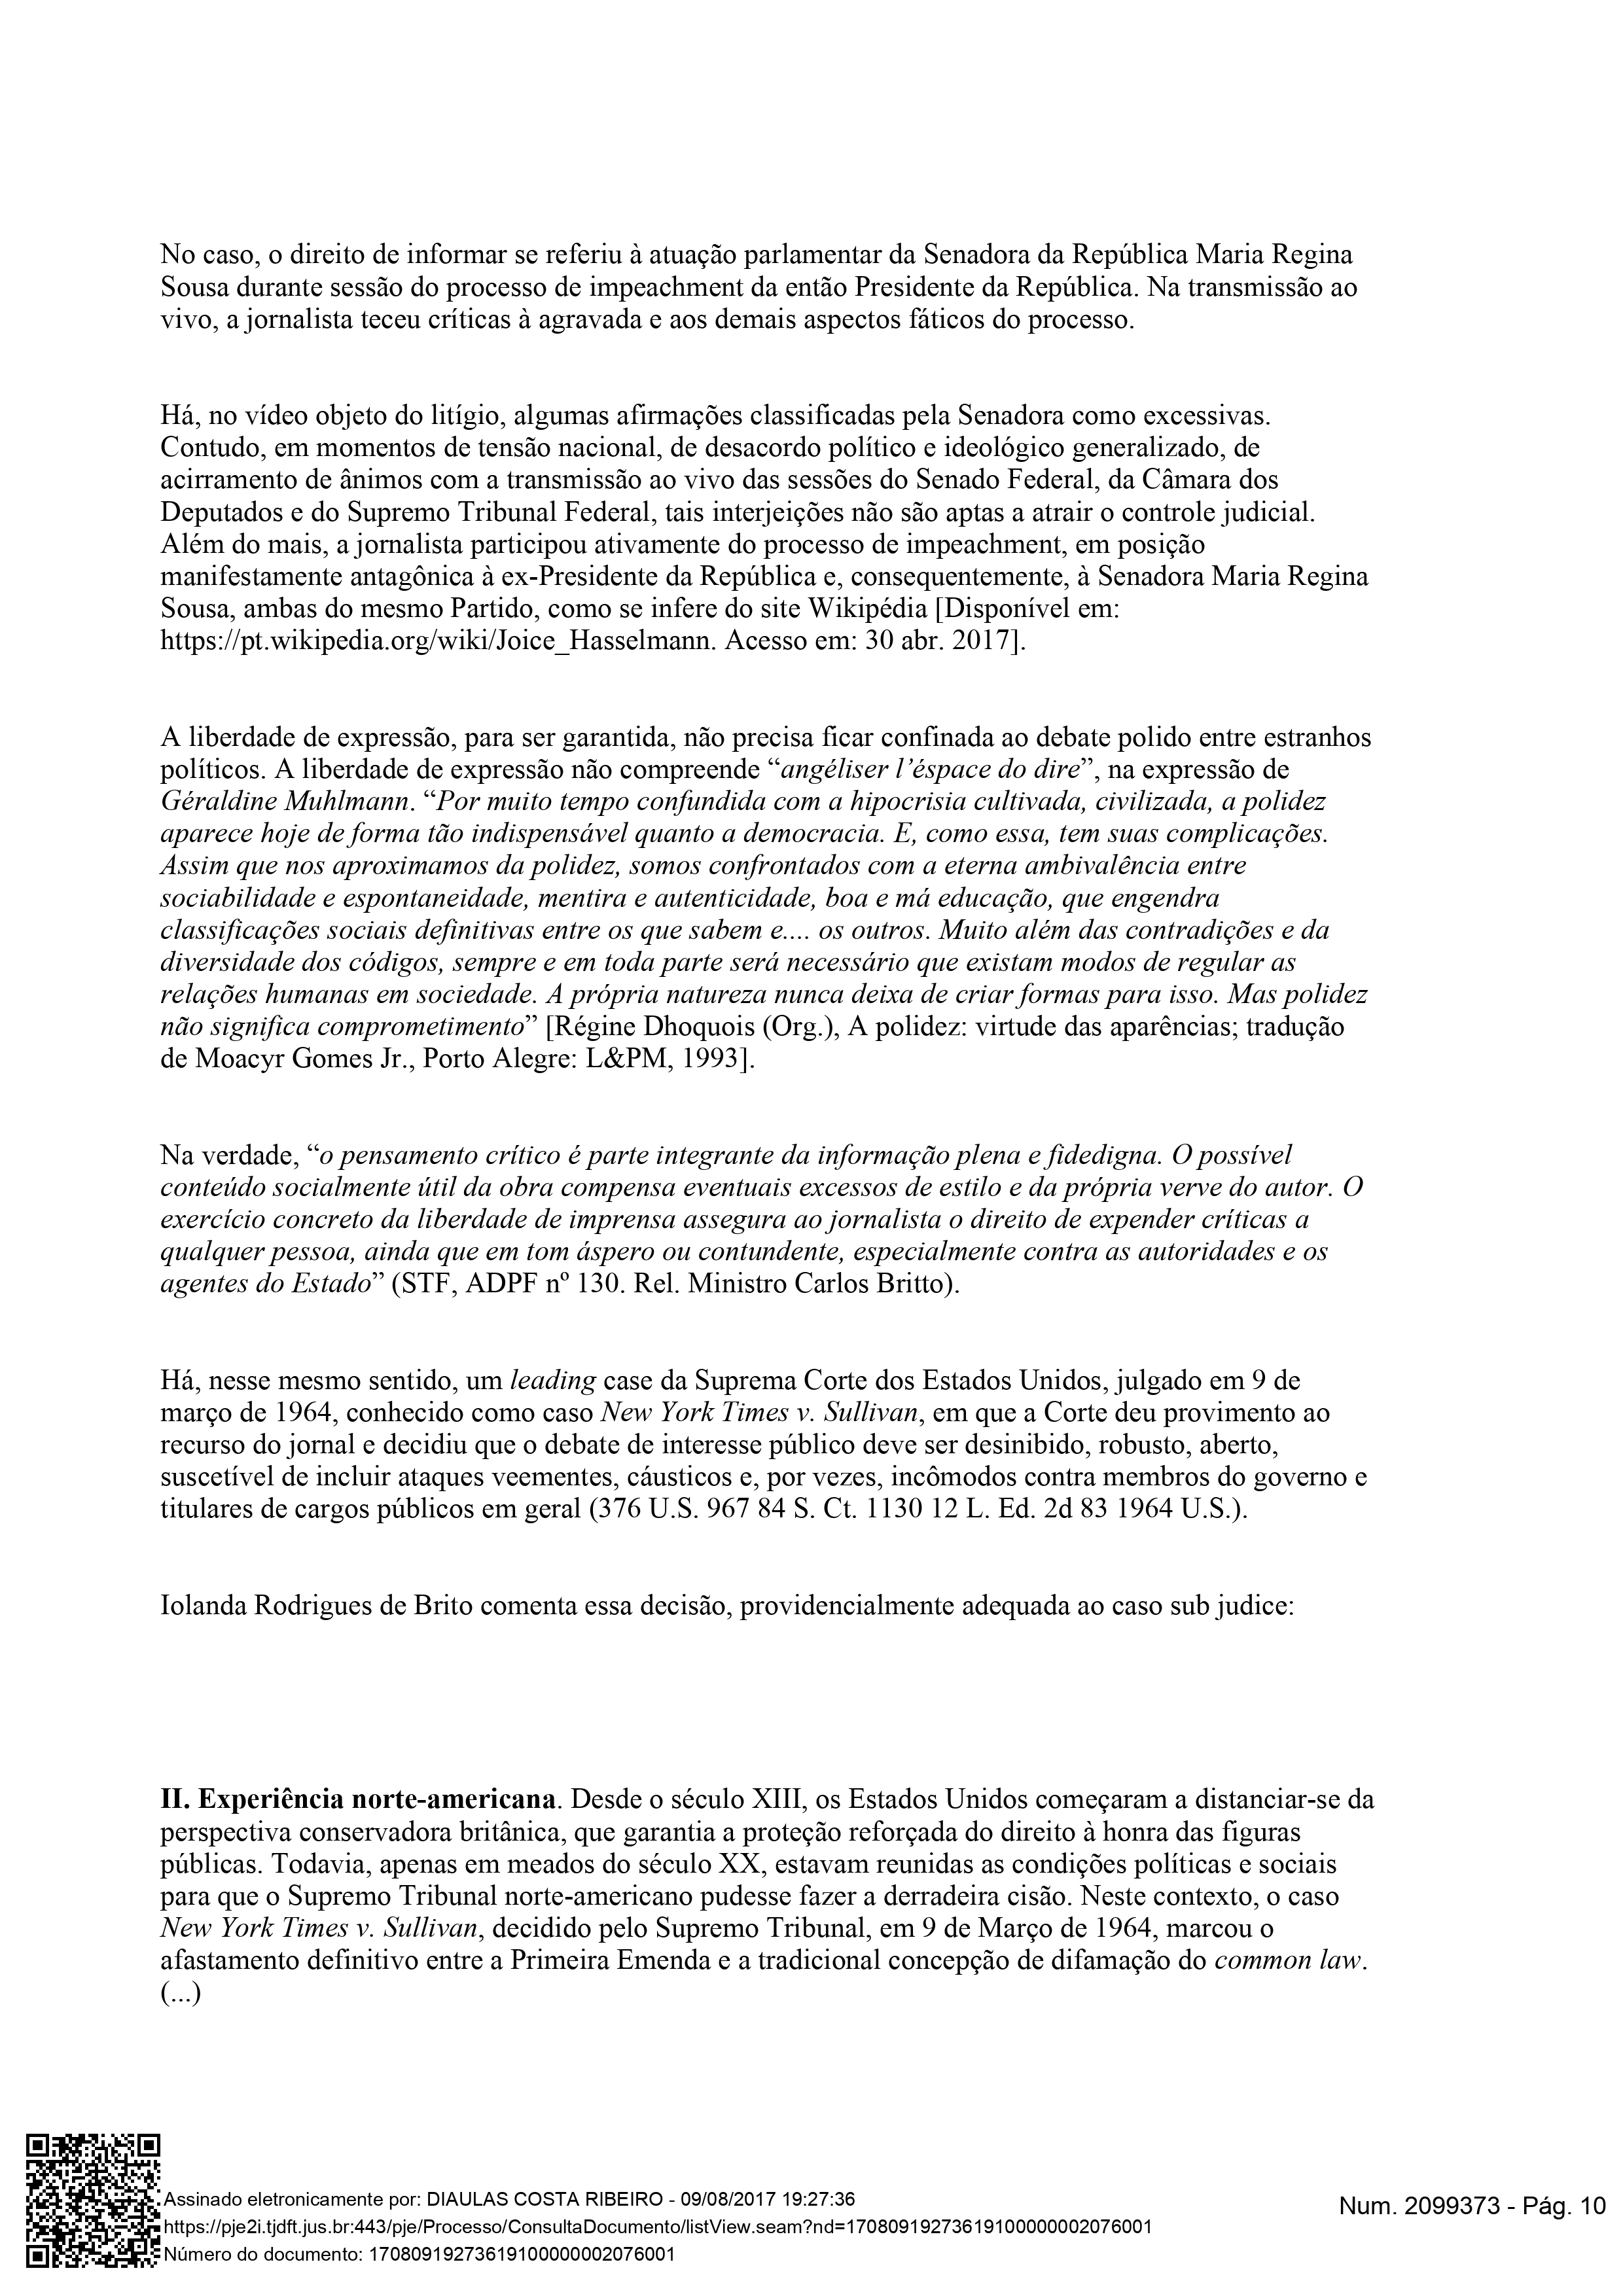 No caso, o direito de informar se referiu à atuação parlamentar da Senadora da República Maria Regina
Sousa durante sessão do processo de impeachment da então Presidente da República. Na transmissão ao
vivo, a jornalista teceu críticas à agravada e aos demais aspectos fáticos do processo.
Há, no vídeo objeto do litígio, algumas afirmações classificadas pela Senadora como excessivas.
Contudo, em momentos de tensão nacional, de desacordo político e ideológico generalizado, de
acirramento de ânimos com a transmissão ao vivo das sessões do Senado Federal, da Câmara dos
Deputados e do Supremo Tribunal Federal, tais interjeições não são aptas a atrair o controle judicial.
Além do mais, a jornalista participou ativamente do processo de impeachment, em posição
manifestamente antagônica à ex-Presidente da República e, consequentemente, à Senadora Maria Regina
Sousa, ambas do mesmo Partido, como se infere do site Wikipédia [Disponível em:
https://pt.wikipedia.org/wiki/Joice_Hasselmann. Acesso em: 30 abr. 2017].
A liberdade de expressão, para ser garantida, não precisa ficar confinada ao debate polido entre estranhos
políticos. A liberdade de expressão não compreende “angéliser l’éspace do dire”, na expressão de
Géraldine Muhlmann. “Por muito tempo confundida com a hipocrisia cultivada, civilizada, a polidez
aparece hoje de forma tão indispensável quanto a democracia. E, como essa, tem suas complicações.
Assim que nos aproximamos da polidez, somos confrontados com a eterna ambivalência entre
sociabilidade e espontaneidade, mentira e autenticidade, boa e má educação, que engendra
classificações sociais definitivas entre os que sabem e.... os outros. Muito além das contradições e da
diversidade dos códigos, sempre e em toda parte será necessário que existam modos de regular as
relações humanas em sociedade. A própria natureza nunca deixa de criar formas para isso. Mas polidez
não significa comprometimento” [Régine Dhoquois (Org.), A polidez: virtude das aparências; tradução
de Moacyr Gomes Jr., Porto Alegre: L&PM, 1993].
Na verdade, “o pensamento crítico é parte integrante da informação plena e fidedigna. O possível
conteúdo socialmente útil da obra compensa eventuais excessos de estilo e da própria verve do autor. O
exercício concreto da liberdade de imprensa assegura ao jornalista o direito de expender críticas a
qualquer pessoa, ainda que em tom áspero ou contundente, especialmente contra as autoridades e os
agentes do Estado” (STF, ADPF nº 130. Rel. Ministro Carlos Britto).
Há, nesse mesmo sentido, um leading case da Suprema Corte dos Estados Unidos, julgado em 9 de
março de 1964, conhecido como caso New York Times v. Sullivan, em que a Corte deu provimento ao
recurso do jornal e decidiu que o debate de interesse público deve ser desinibido, robusto, aberto,
suscetível de incluir ataques veementes, cáusticos e, por vezes, incômodos contra membros do governo e
titulares de cargos públicos em geral (376 U.S. 967 84 S. Ct. 1130 12 L. Ed. 2d 83 1964 U.S.).
Iolanda Rodrigues de Brito comenta essa decisão, providencialmente adequada ao caso sub judice:
II. Experiência norte-americana. Desde o século XIII, os Estados Unidos começaram a distanciar-se da
perspectiva conservadora britânica, que garantia a proteção reforçada do direito à honra das figuras
públicas. Todavia, apenas em meados do século XX, estavam reunidas as condições políticas e sociais
para que o Supremo Tribunal norte-americano pudesse fazer a derradeira cisão. Neste contexto, o caso
New York Times v. Sullivan, decidido pelo Supremo Tribunal, em 9 de Março de 1964, marcou o
afastamento definitivo entre a Primeira Emenda e a tradicional concepção de difamação do common law.
(...)
Assinado eletronicamente por: DIAULAS COSTA RIBEIRO - 09/08/2017 19:27:36
https://pje2i.tjdft.jus.br:443/pje/Processo/ConsultaDocumento/listView.seam?nd=17080919273619100000002076001
Número do documento: 17080919273619100000002076001
Num. 2099373 - Pág. 10